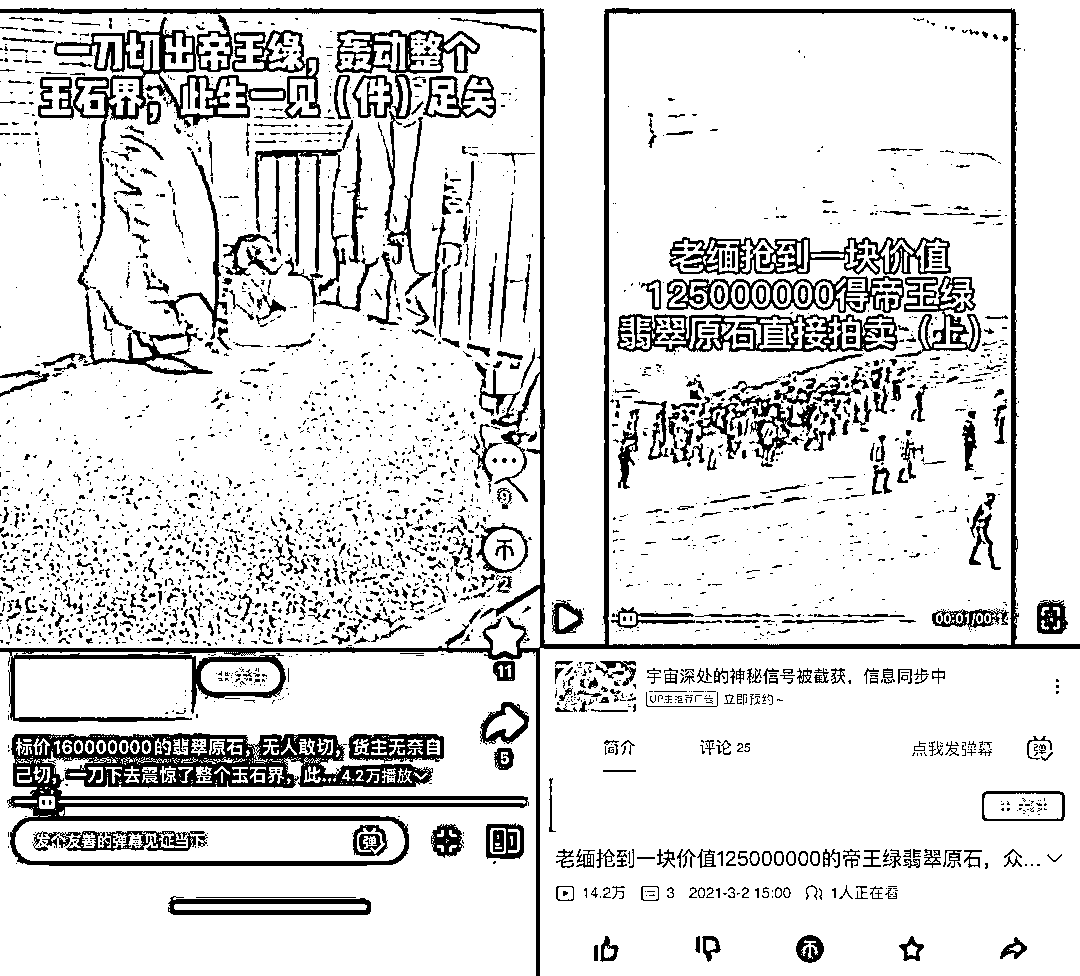 一刀切出帝王绿，轰动整个
玉石界，此生一见（件）足矣
9
2
11
5
标价160000000的翡翠原石，无人敢切，货主无奈自
己切，一刀下去震惊了整个玉石界，此... 4.2万播放
发个友善的弹幕见证当下
弹
老缅抢到一块价值
125000000得帝王绿
翡翠原石直接拍卖（上）
00:01/00:14
宇宙深处的神秘信号被截获，信息同步中
UP主推荐广告 立即预约
简介 评论 25 点我发弹幕 弹
老缅抢到一块价值125000000的帝王绿翡翠原石，众...
14.2万 3 2021-3-2 15:00 1人正在看